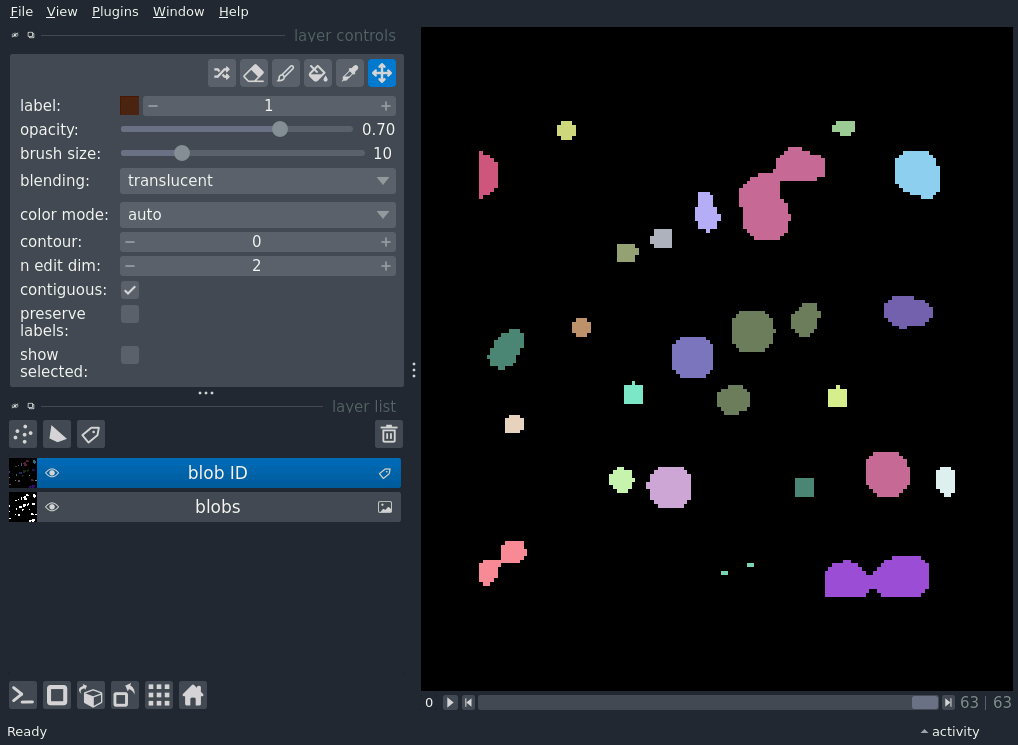 File View Plugins Window Help
layer controls
label: 1
opacity: 0.70
brush size: 10
blending: translucent
color mode: auto
contour: 0
n edit dim: 2
contiguous:
preserve
labels:
show
selected:
layer list
blob ID
blobs
0 63 | 63
Ready activity